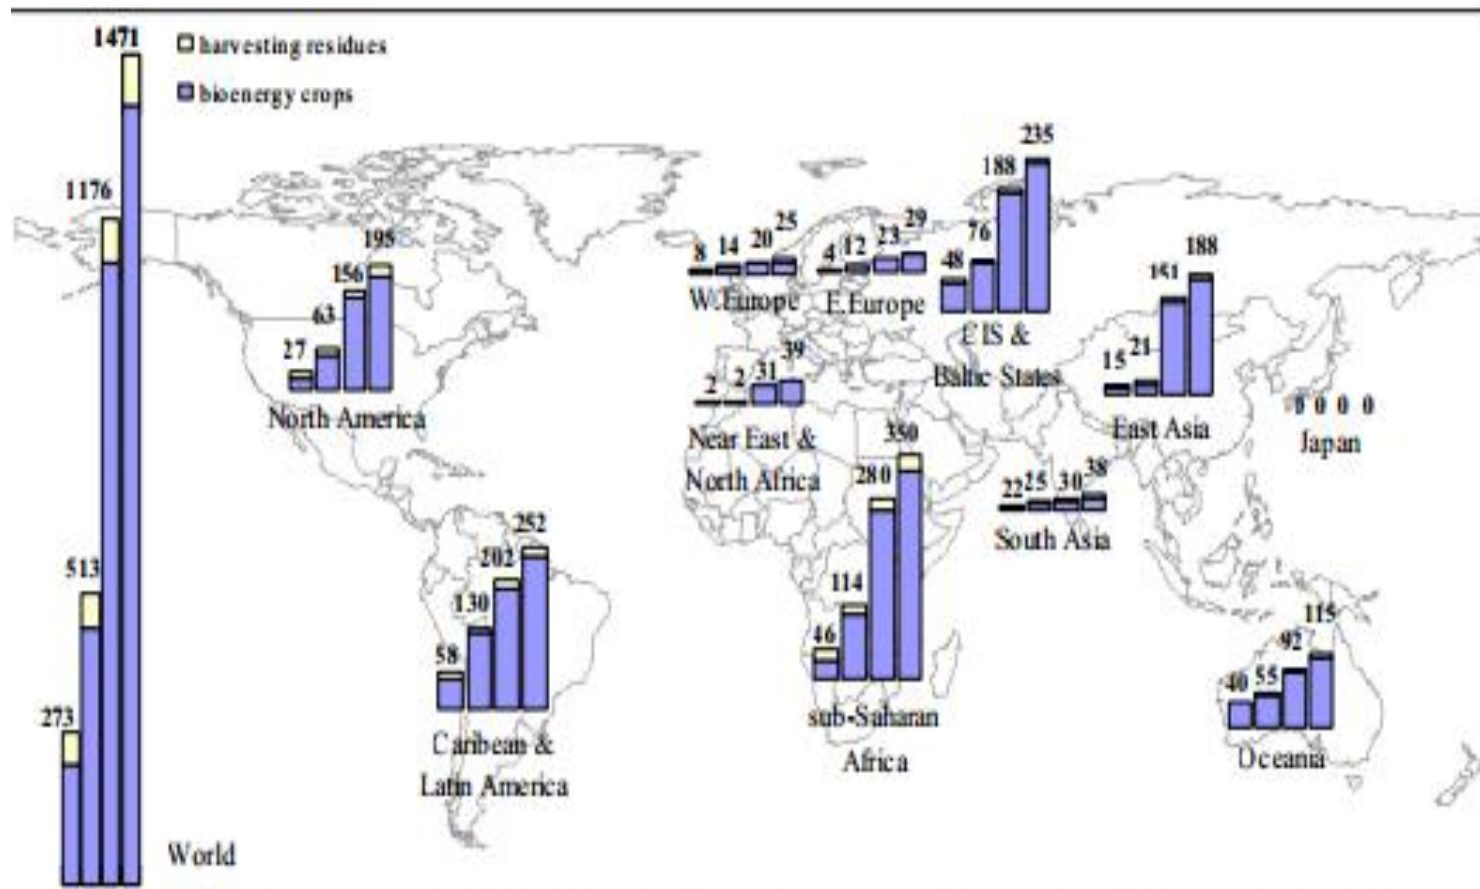 1471
harvesting residues
bioenergy crops
1176
513
273
World
27 63 156 195
North America
58 130 202 252
Caribean &
Latin America
8 14 20 25
W.Europe
4 12 23 29
E.Europe
48 76 188 235
CIS &
Baltic States
2 2 31 39
Near East &
North Africa
46 114 280 350
sub-Saharan
Africa
15 21 151 188
East Asia
0 0 0 0
Japan
22 25 30 38
South Asia
40 55 92 115
Oceania